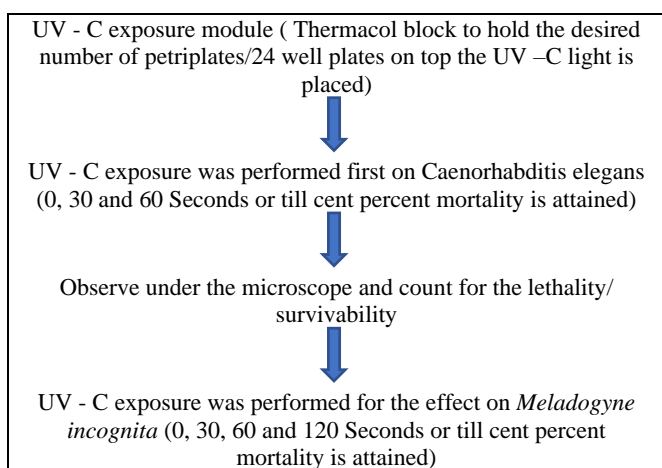 UV - C exposure module ( Thermacol block to hold the desired
number of petriplates/24 well plates on top the UV –C light is
placed)
UV - C exposure was performed first on Caenorhabditis elegans
(0, 30 and 60 Seconds or till cent percent mortality is attained)
Observe under the microscope and count for the lethality/
survivability
UV - C exposure was performed for the effect on Meladogyne
incognita (0, 30, 60 and 120 Seconds or till cent percent
mortality is attained)